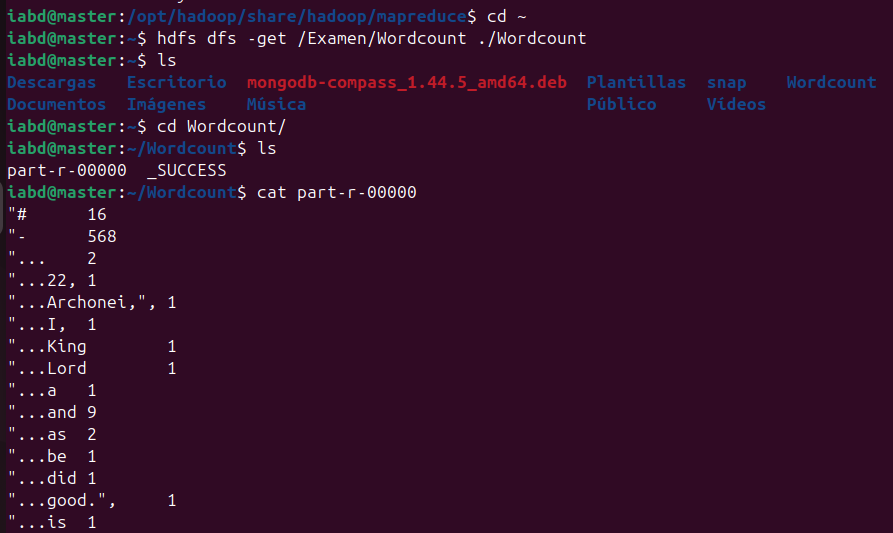 iabd@master:/opt/hadoop/share/hadoop/mapreduce$ cd ~
iabd@master:~$ hdfs dfs -get /Examen/Wordcount ./Wordcount
iabd@master:~$ ls
Descargas   Escritorio  mongodb-compass_1.44.5_amd64.deb  Plantillas  snap    Wordcount
Documentos  Imágenes    Música                            Público     Vídeos
iabd@master:~$ cd Wordcount/
iabd@master:~/Wordcount$ ls
part-r-00000  _SUCCESS
iabd@master:~/Wordcount$ cat part-r-00000
"#      16
"-      568
"...    2
"...22, 1
"...Archonei,", 1
"...I,  1
"...King        1
"...Lord        1
"...a   1
"...and 9
"...as  2
"...be  1
"...did 1
"...good.",     1
"...is  1